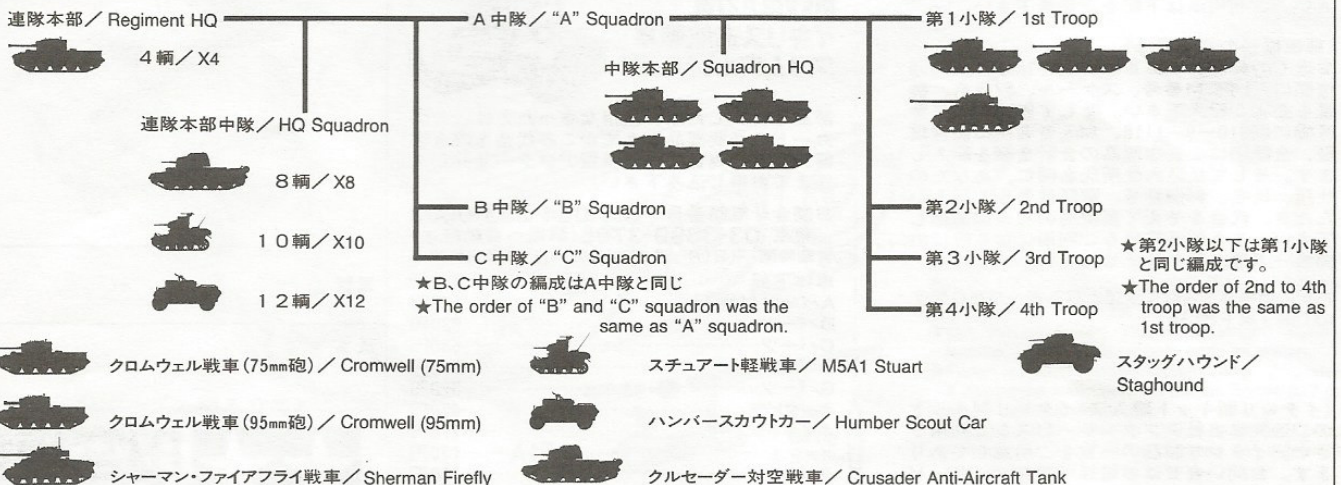 連隊本部／Regiment HQ
4輌／X4
連隊本部中隊／HQ Squadron
8輌／X8
10輌／X10
12輌／X12
A中隊／“A” Squadron
中隊本部／Squadron HQ
B中隊／“B” Squadron
C中隊／“C” Squadron
★B、C中隊の編成はA中隊と同じ
★The order of “B” and “C” squadron was the
same as “A” squadron.
第1小隊／1st Troop
第2小隊／2nd Troop
第3小隊／3rd Troop
第4小隊／4th Troop
★第2小隊以下は第1小隊
と同じ編成です。
★The order of 2nd to 4th
troop was the same as
1st troop.
クロムウェル戦車(75mm砲)／Cromwell (75mm)
クロムウェル戦車(95mm砲)／Cromwell (95mm)
シャーマン・ファイアフライ戦車／Sherman Firefly
スチュアート軽戦車／M5A1 Stuart
ハンバースカウトカー／Humber Scout Car
クルセーダー対空戦車／Crusader Anti-Aircraft Tank
スタッグハウンド／
Staghound